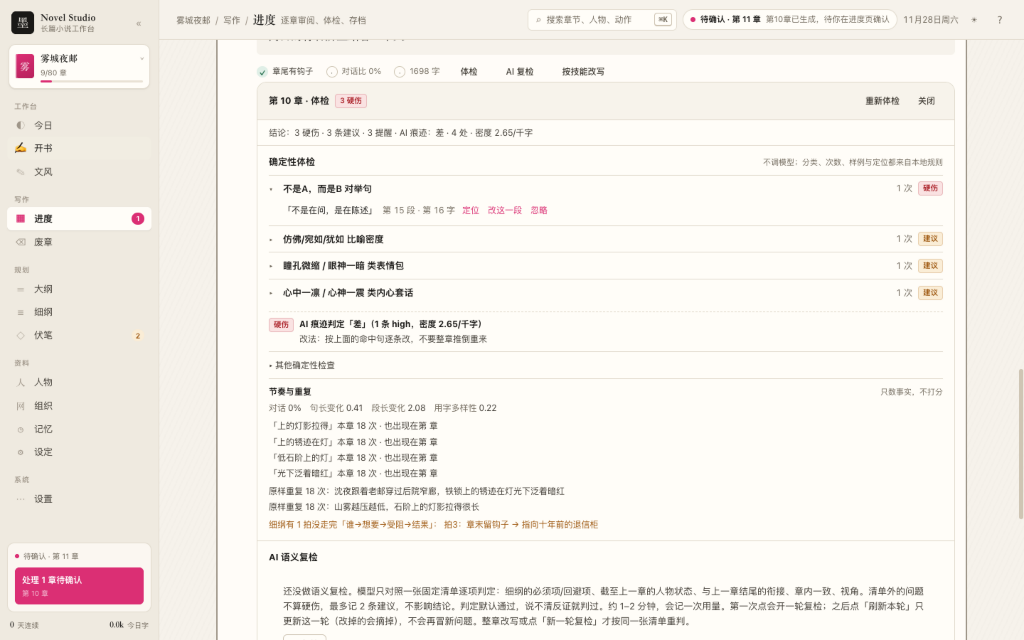 墨 Novel Studio
长篇小说工作台
«
雾 雾城夜邮
9/80 章
工作台
今日
开书
文风
写作
进度 1
废章
规划
大纲
细纲
伏笔 2
资料
人物
组织
记忆
设定
系统
设置
待确认 · 第 11 章
处理 1 章待确认
第 10 章
0 天连续 0.0k 今日字
雾城夜邮 / 写作 / 进度 逐章审阅、体检、存档
搜索章节、人物、动作 ⌘K
待确认 · 第 11 章 第10章已生成，待你在进度页确认
11月28日周六 ?
章尾有钩子 对话比 0% 1698 字 体检 AI 复检 按技能改写
第 10 章 · 体检 3 硬伤 重新体检 关闭
结论：3 硬伤 · 3 条建议 · 3 提醒 · AI 痕迹：差 · 4 处 · 密度 2.65/千字
确定性体检 不调模型；分类、次数、样例与定位都来自本地规则
不是A，而是B 对举句 1 次 硬伤
「不是在问，是在陈述」 第 15 段 · 第 16 字 定位 改这一段 忽略
仿佛/宛如/犹如 比喻密度 1 次 建议
瞳孔微缩 / 眼神一暗 类表情包 1 次 建议
心中一凛 / 心神一震 类内心套话 1 次 建议
硬伤 AI 痕迹判定「差」（1 条 high，密度 2.65/千字）
改法：按上面的命中句逐条改，不要整章推倒重来
• 其他确定性检查
节奏与重复 只数事实，不打分
对话 0% 句长变化 0.41 段长变化 2.08 用字多样性 0.22
「上的灯影拉得」本章 18 次 · 也出现在第 章
「上的锈迹在灯」本章 18 次 · 也出现在第 章
「低石阶上的灯」本章 18 次 · 也出现在第 章
「光下泛着暗红」本章 18 次 · 也出现在第 章
原样重复 18 次：沈夜跟着老邮穿过后院窄廊，铁锁上的锈迹在灯光下泛着暗红
原样重复 18 次：山雾越压越低，石阶上的灯影拉得很长
细纲有 1 拍没走完「谁→想要→受阻→结果」： 拍3：章末留钩子 → 指向十年前的退信柜
AI 语义复检
还没做语义复检。模型只对照一张固定清单逐项判定：细纲的必须项/回避项、截至上一章的人物状态、与上一章结尾的衔接、章内一致、视角。清单外的问题
不算硬伤，最多记 2 条建议，不影响结论。判定默认通过，说不清反证就判过。约 1–2 分钟，会记一次用量。第一次点会开一轮复检；之后点「刷新本轮」只
更新这一轮（改掉的会摘掉），不会再冒新问题。整章改写或点「新一轮复检」才按同一张清单重判。